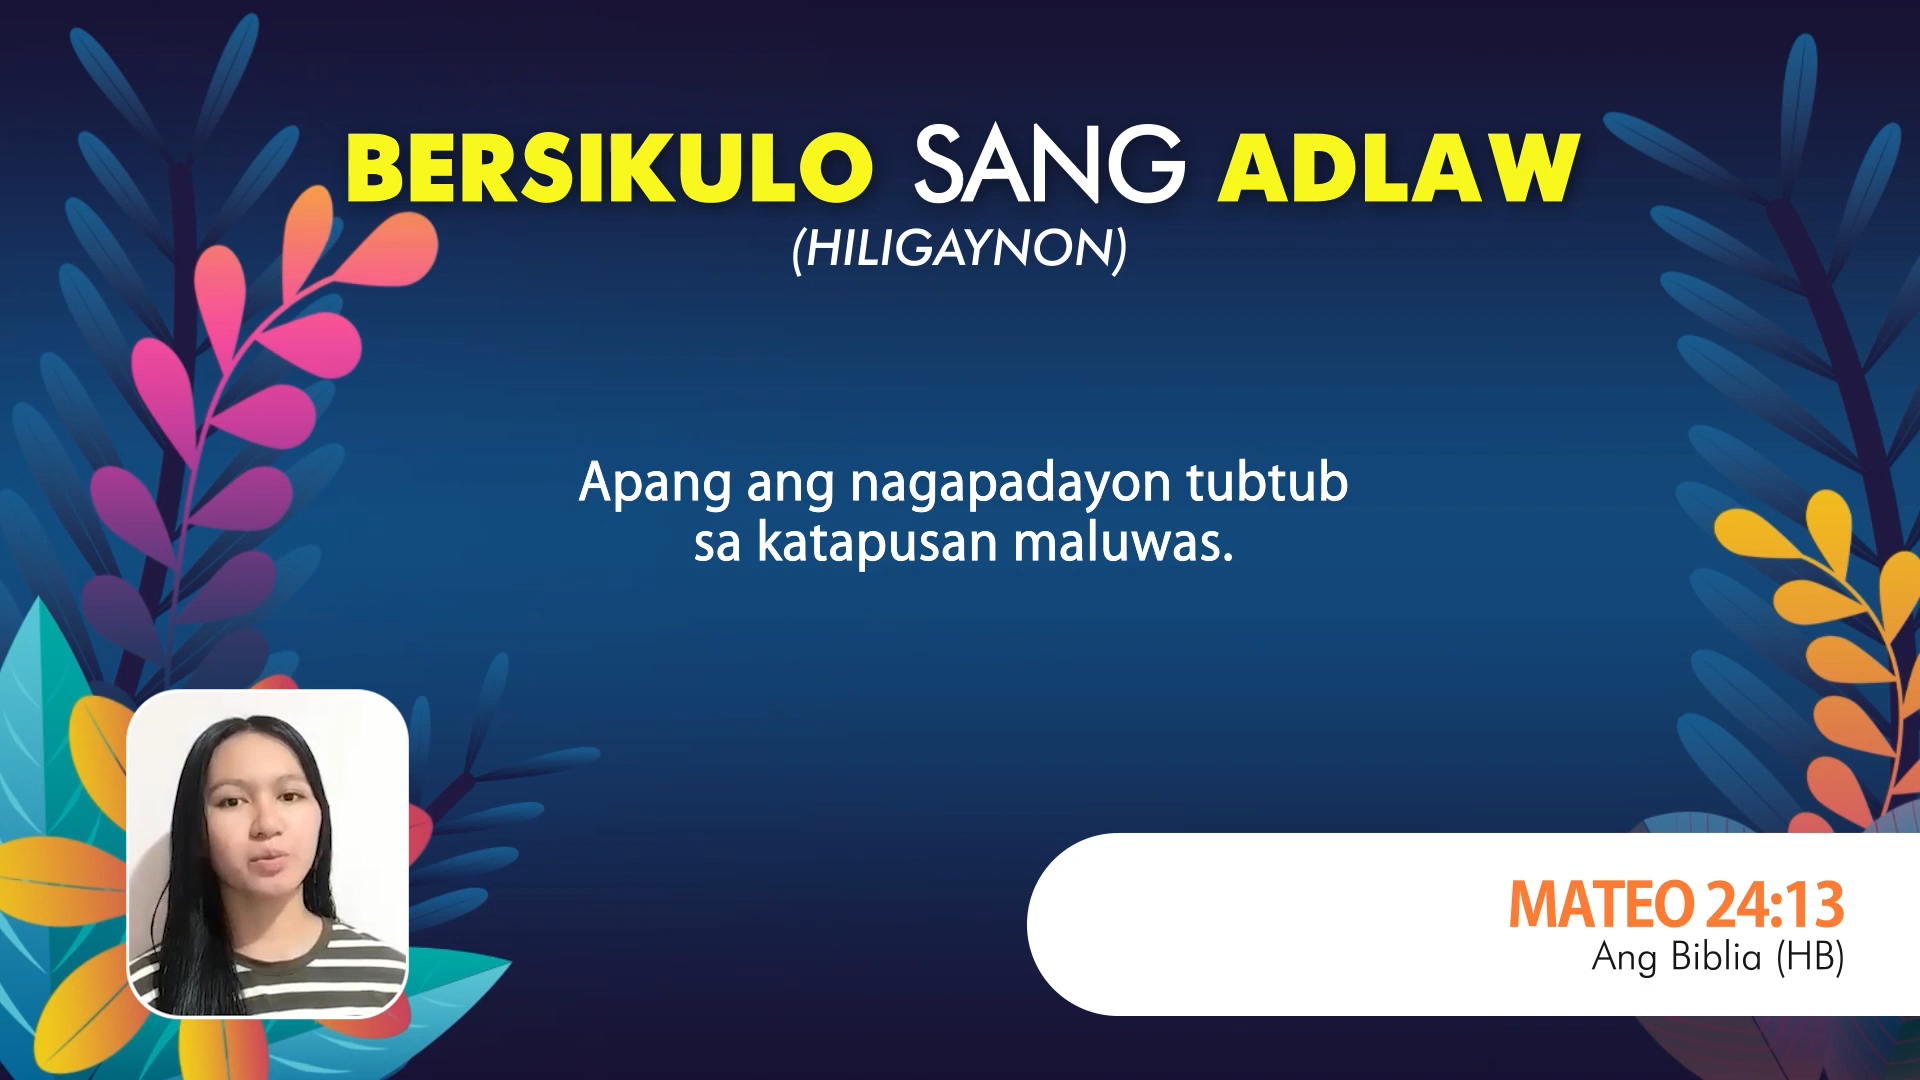 BERSIKULO SANG ADLAW
(HILIGAYNON)
Apang ang nagapadayon tubtub
sa katapusan maluwas.
MATEO 24:13
Ang Biblia (HB)